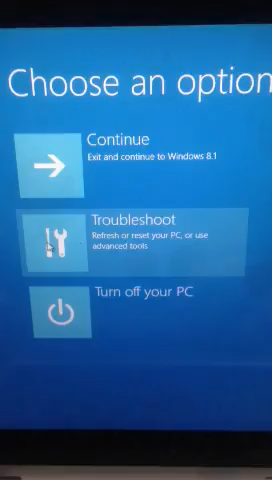 Choose an option
Continue
Exit and continue to Windows 8.1
Troubleshoot
Refresh or reset your PC, or use
advanced tools
Turn off your PC